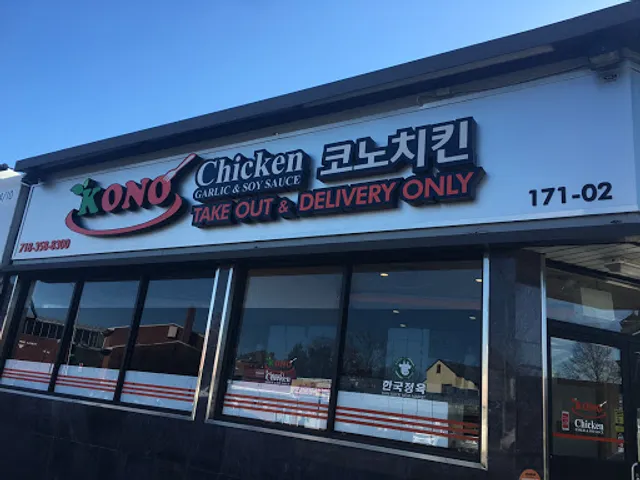 KONO
Chicken
GARLIC & SOY SAUCE
코노치킨
TAKE OUT & DELIVERY ONLY
171-02
718-358-8300
한국정육
KONO
Chicken